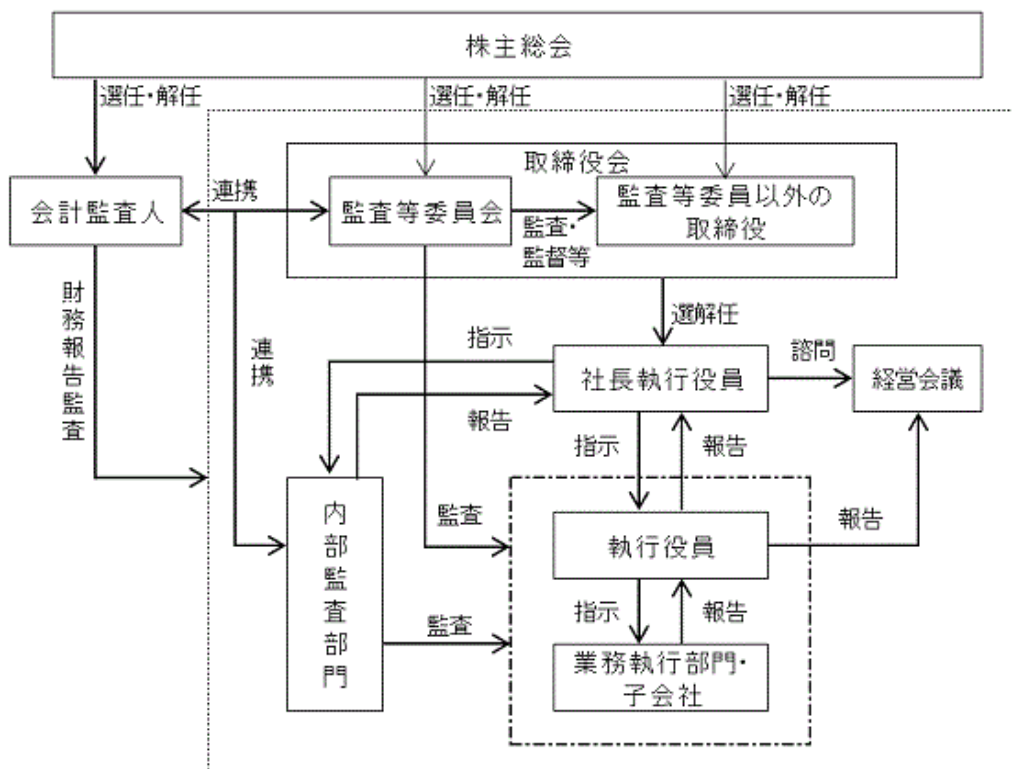 株主総会
選任・解任
選任・解任
選任・解任
取締役会
会計監査人
連携
監査等委員会
監査・
監督等
監査等委員以外の
取締役
選解任
財務報告監査
連携
指示
報告
社長執行役員
諮問
経営会議
指示
報告
内部監査部門
監査
執行役員
報告
監査
指示
報告
業務執行部門・
子会社